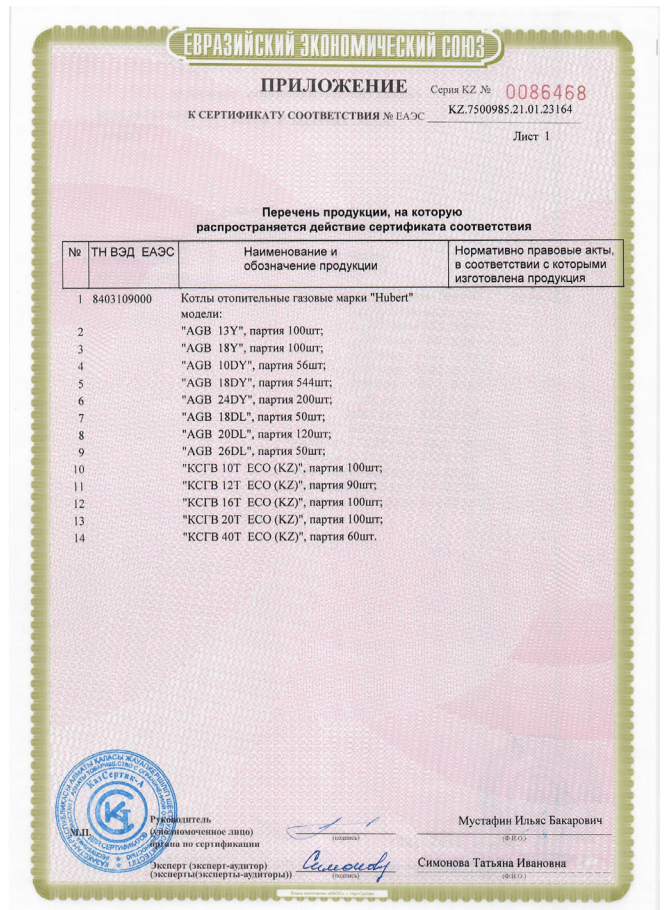 ЕВРАЗИЙСКИЙ ЭКОНОМИЧЕСКИЙ СОЮЗ
ПРИЛОЖЕНИЕ Серия KZ № 0086468
К СЕРТИФИКАТУ СООТВЕТСТВИЯ № ЕАЭС KZ.7500985.21.01.23164
Лист 1
Перечень продукции, на которую
распространяется действие сертификата соответствия
№ ТН ВЭД ЕАЭС Наименование и обозначение продукции Нормативно правовые акты, в соответствии с которыми изготовлена продукция
1 8403109000 Котлы отопительные газовые марки "Hubert"
модели:
2 "AGB 13Y", партия 100шт;
3 "AGB 18Y", партия 100шт;
4 "AGB 10DY", партия 56шт;
5 "AGB 18DY", партия 544шт;
6 "AGB 24DY", партия 200шт;
7 "AGB 18DL", партия 50шт;
8 "AGB 20DL", партия 120шт;
9 "AGB 26DL", партия 50шт;
10 "КСГВ 10Т ECO (KZ)", партия 100шт;
11 "КСГВ 12Т ECO (KZ)", партия 90шт;
12 "КСГВ 16Т ECO (KZ)", партия 100шт;
13 "КСГВ 20Т ECO (KZ)", партия 100шт;
14 "КСГВ 40Т ECO (KZ)", партия 60шт.
КазСертик-А
ДЛЯ СЕРТИФИКАТОВ
М.П.
Руководитель
(уполномоченное лицо)
органа по сертификации
(подпись)
Мустафин Ильяс Бакарович
(Ф.И.О.)
Эксперт (эксперт-аудитор)
(эксперты(эксперты-аудиторы))
(подпись)
Симонова Татьяна Ивановна
(Ф.И.О.)